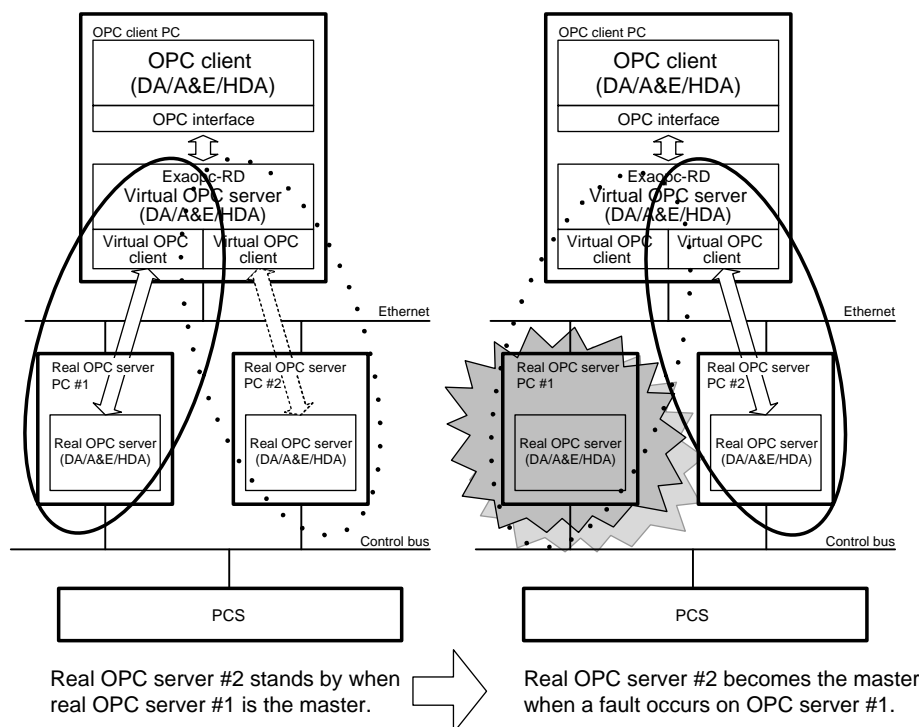 OPC client PC
OPC client
(DA/A&E/HDA)
OPC interface
Exaopc-RD
Virtual OPC server
(DA/A&E/HDA)
Virtual OPC
client
Virtual OPC
client
Ethernet
Real OPC server
PC #1
Real OPC server
(DA/A&E/HDA)
Real OPC server
PC #2
Real OPC server
(DA/A&E/HDA)
Control bus
PCS
Real OPC server #2 stands by when
real OPC server #1 is the master.
OPC client PC
OPC client
(DA/A&E/HDA)
OPC interface
Exaopc-RD
Virtual OPC server
(DA/A&E/HDA)
Virtual OPC
client
Virtual OPC
client
Ethernet
Real OPC server
PC #1
Real OPC server
(DA/A&E/HDA)
Real OPC server
PC #2
Real OPC server
(DA/A&E/HDA)
Control bus
PCS
Real OPC server #2 becomes the master
when a fault occurs on OPC server #1.